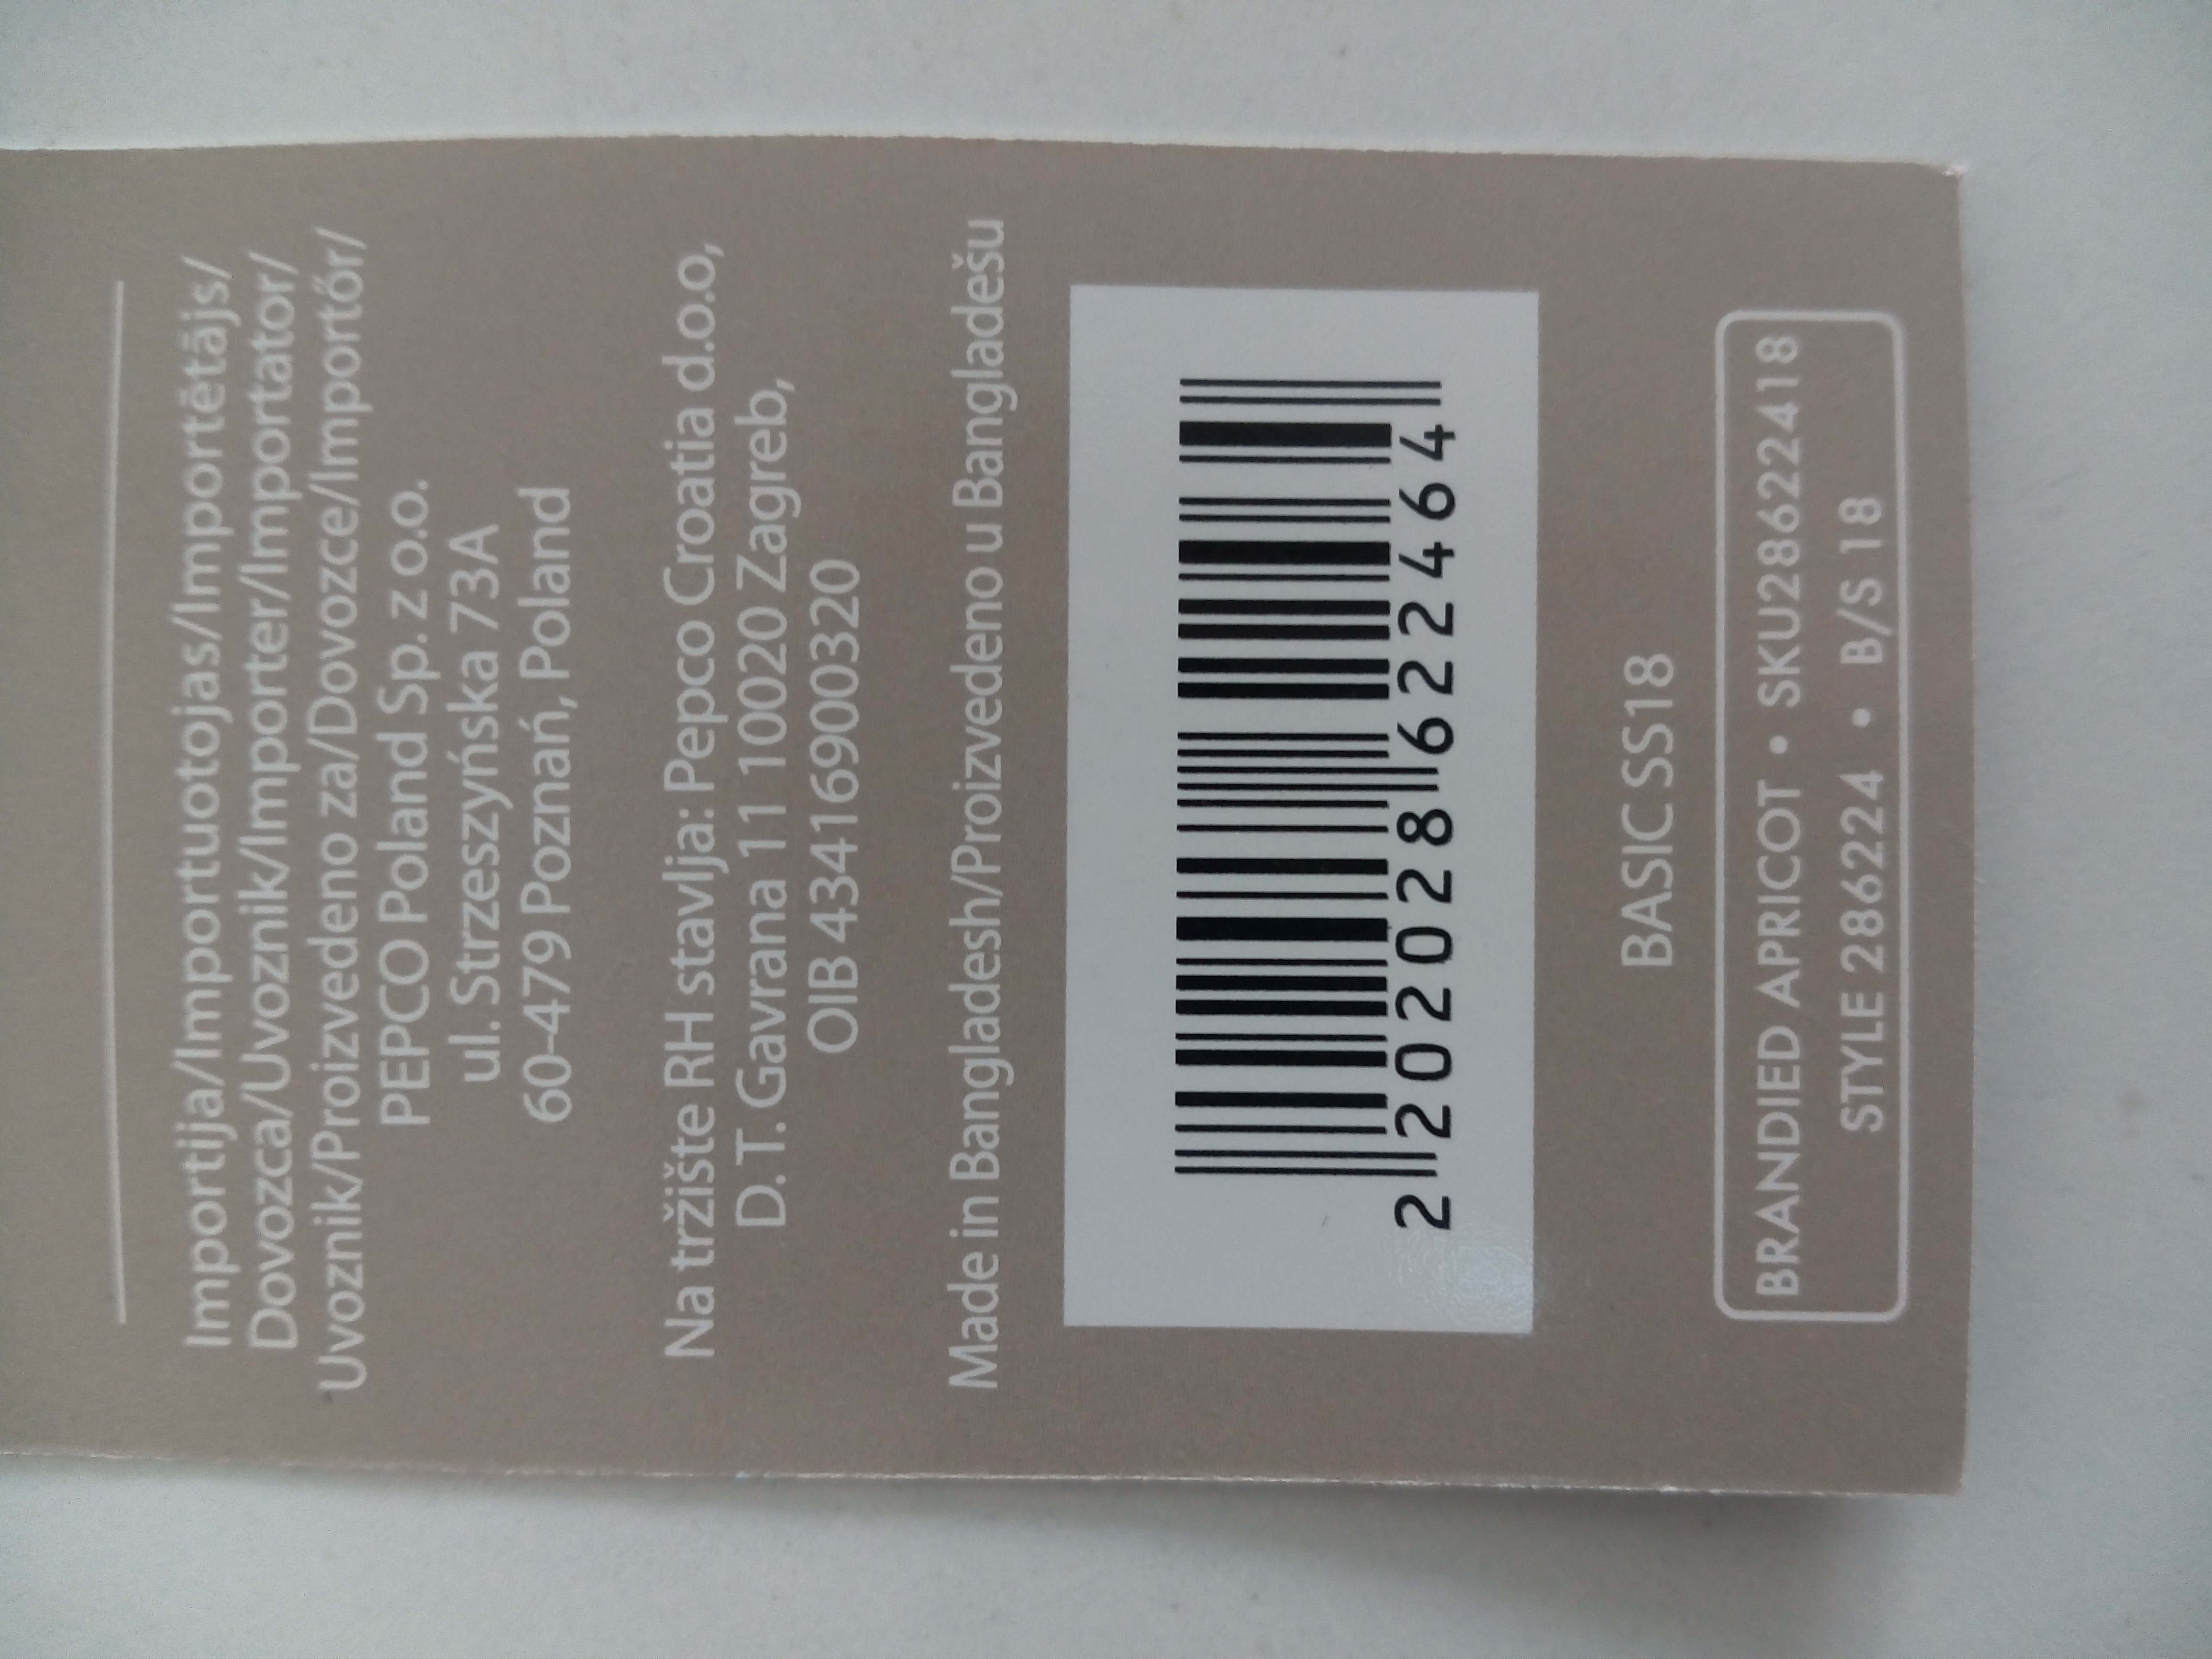 Importija/Importuotojas/Importētājs/
Dovozca/Uvoznik/Importer/Importator/
Uvoznik/Proizvedeno za/Dovozce/Importőr/
PEPCO Poland Sp. z o.o.
ul. Strzeszyńska 73A
60-479 Poznań, Poland
Na tržište RH stavlja: Pepco Croatia d.o.o,
D. T. Gavrana 11 10020 Zagreb,
OIB 43416900320
Made in Bangladesh/Proizvedeno u Bangladešu
2 202028 622464
BASIC SS18
BRANDIED APRICOT • SKU28622418
STYLE 286224 • B/S 18